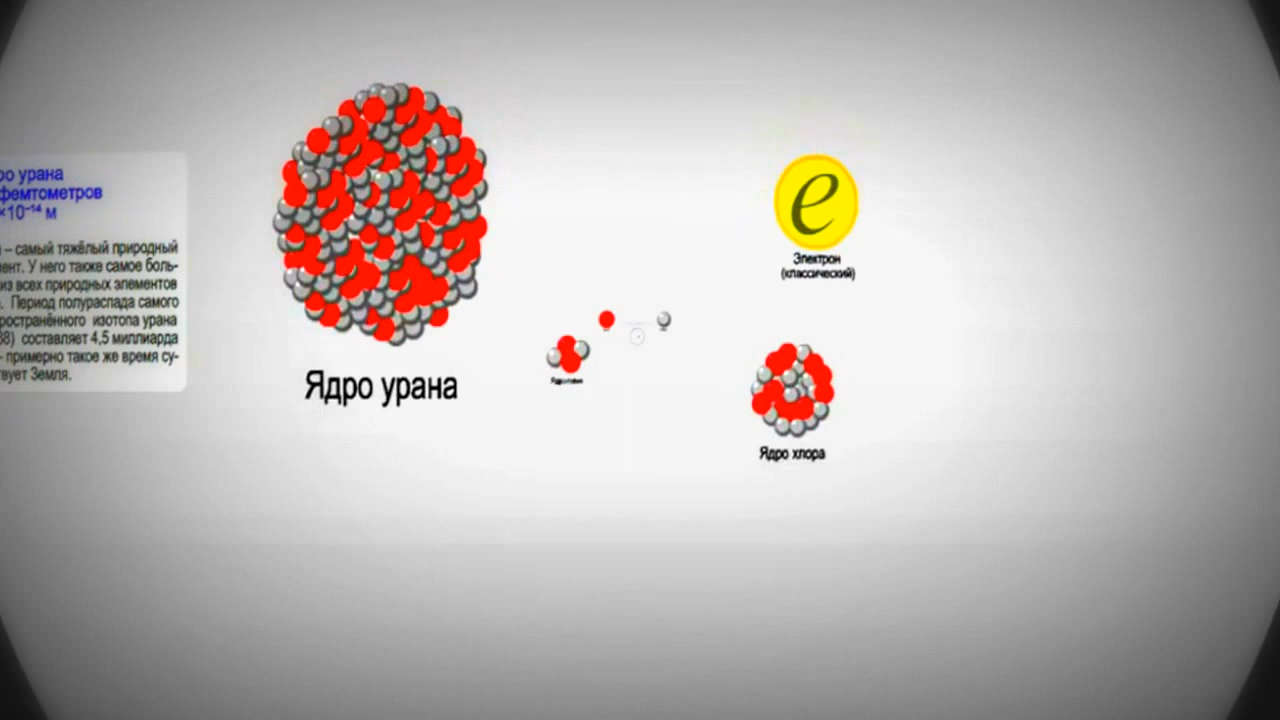 ро урана
фемтометров
×10⁻¹⁴ м
– самый тяжёлый природный
ент. У него также самое боль-
из всех природных элементов
. Период полураспада самого
ространённого изотопа урана
38) составляет 4,5 миллиарда
- примерно такое же время су-
твует Земля.
Ядро урана
Электрон
(классический)
Ядро хлора